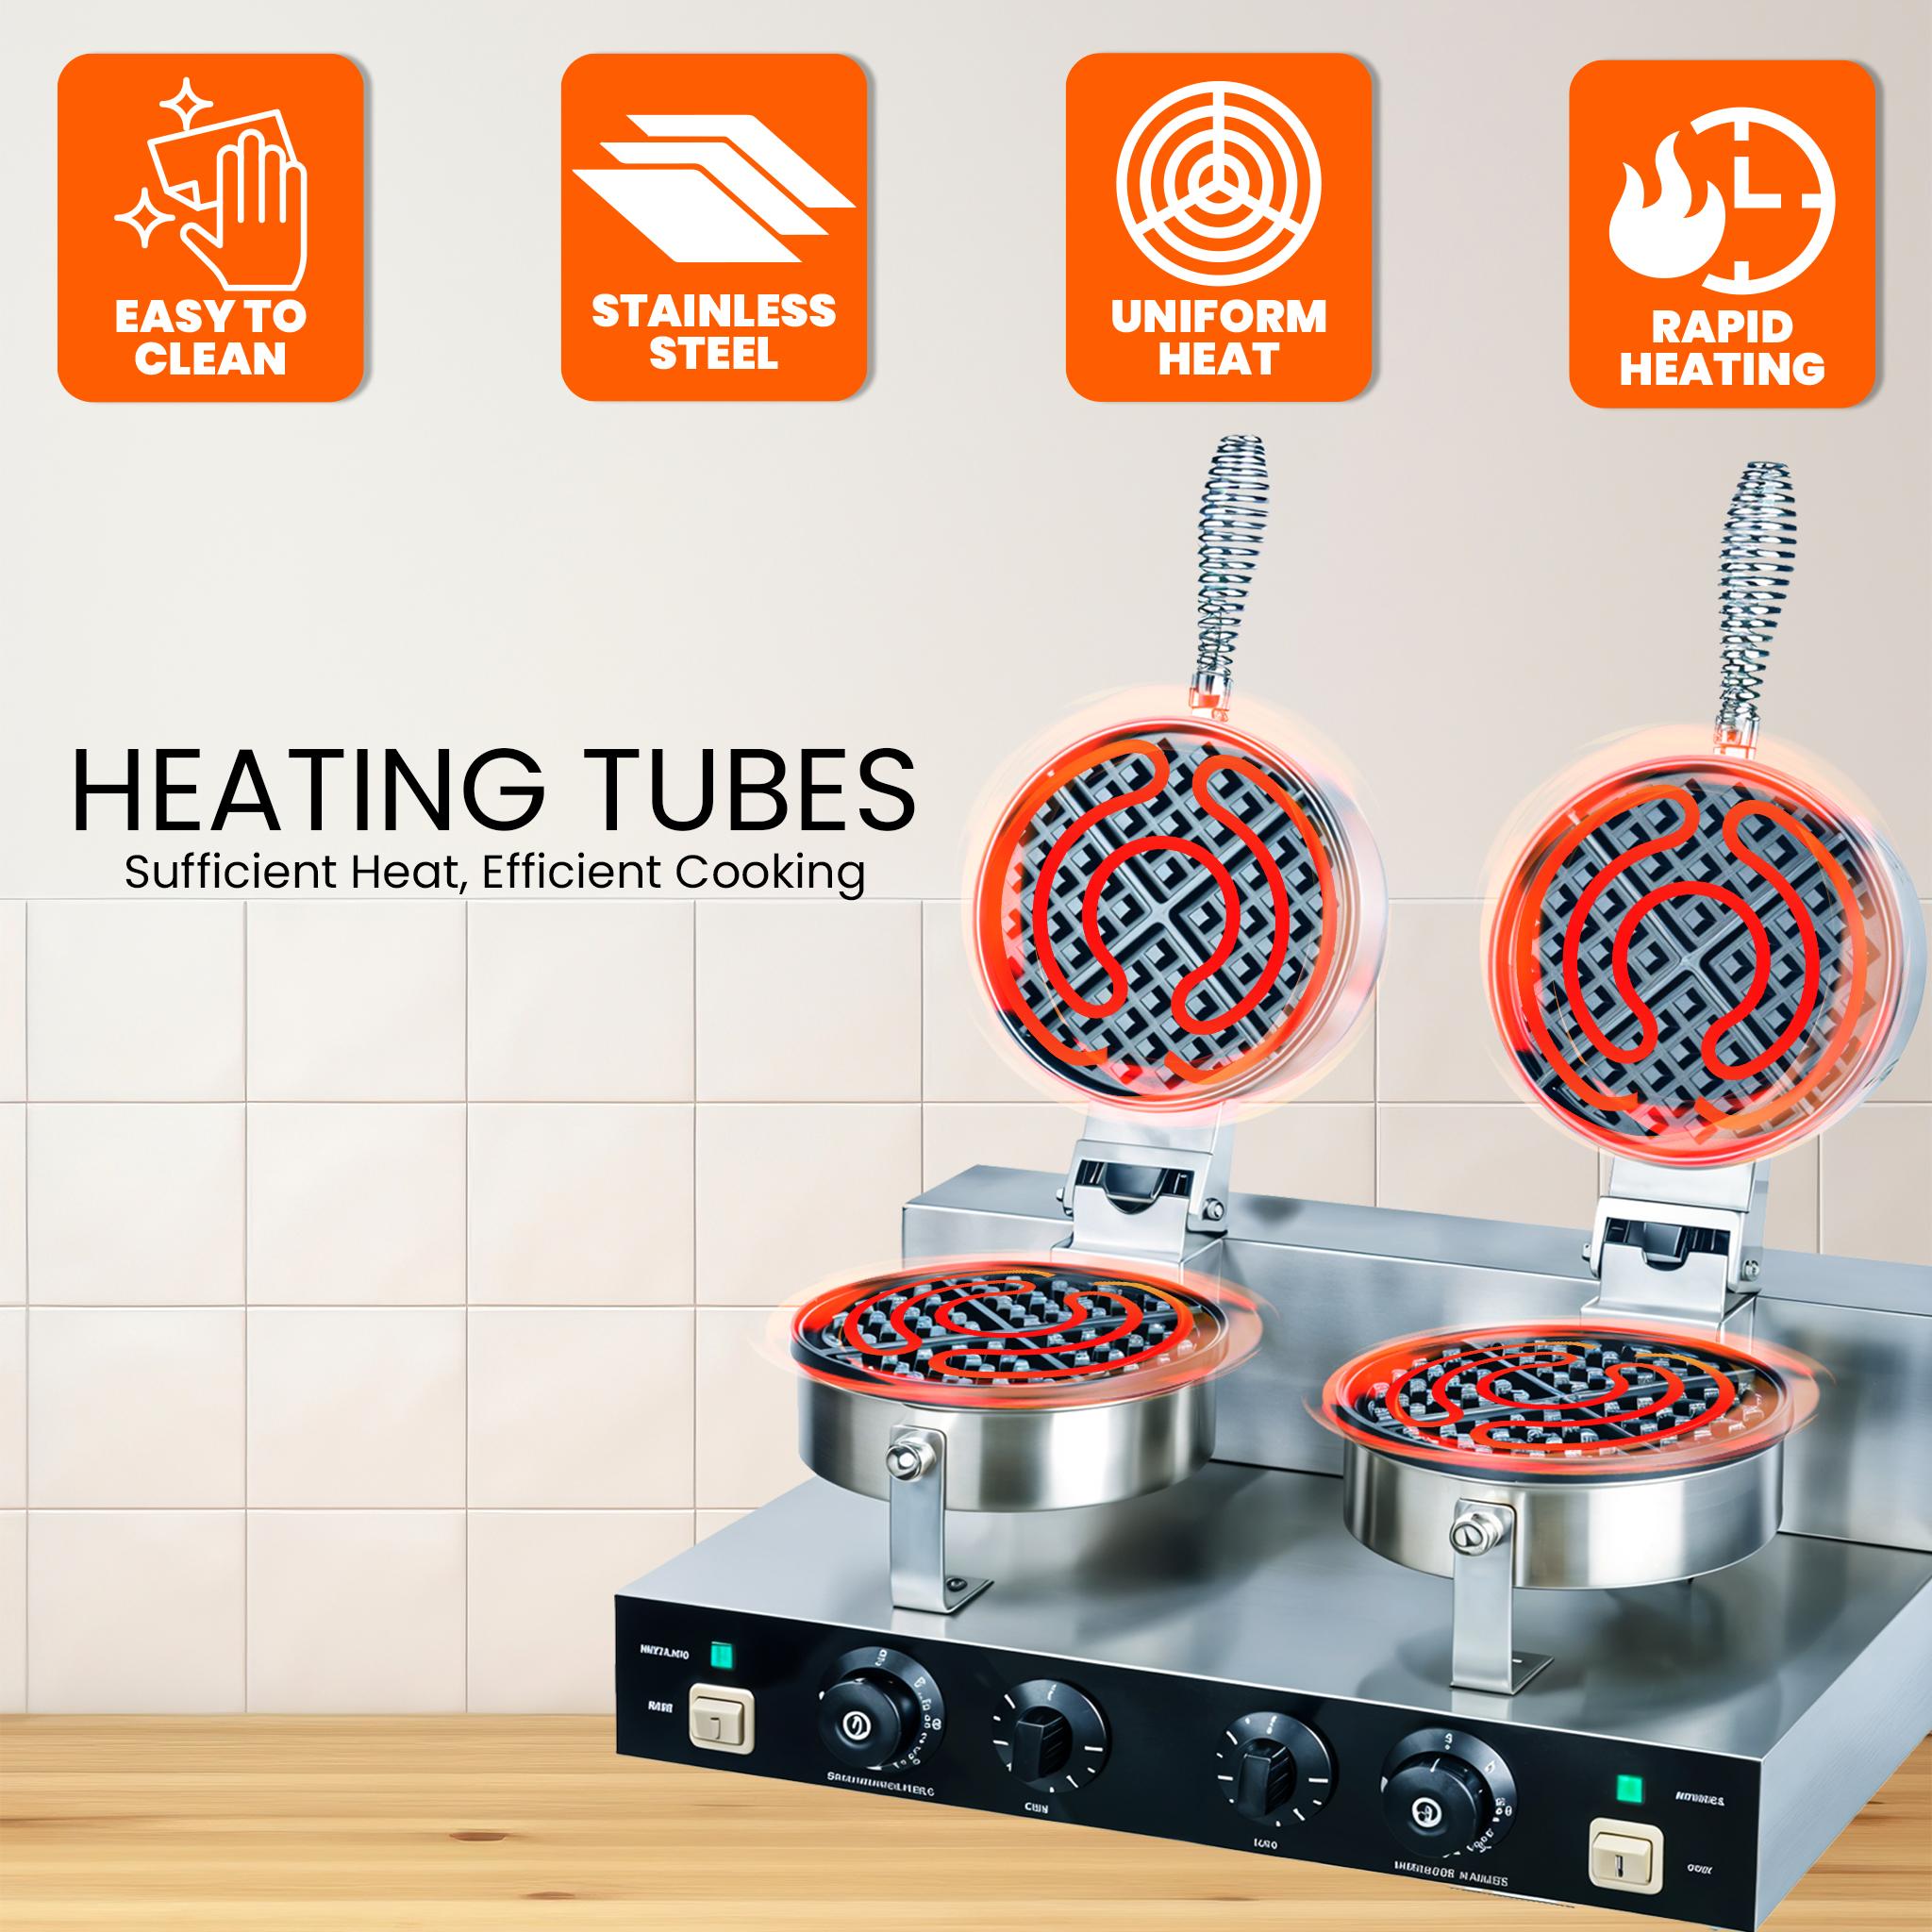 EASY TO
CLEAN
STAINLESS
STEEL
UNIFORM
HEAT
RAPID
HEATING
HEATING TUBES
Sufficient Heat, Efficient Cooking